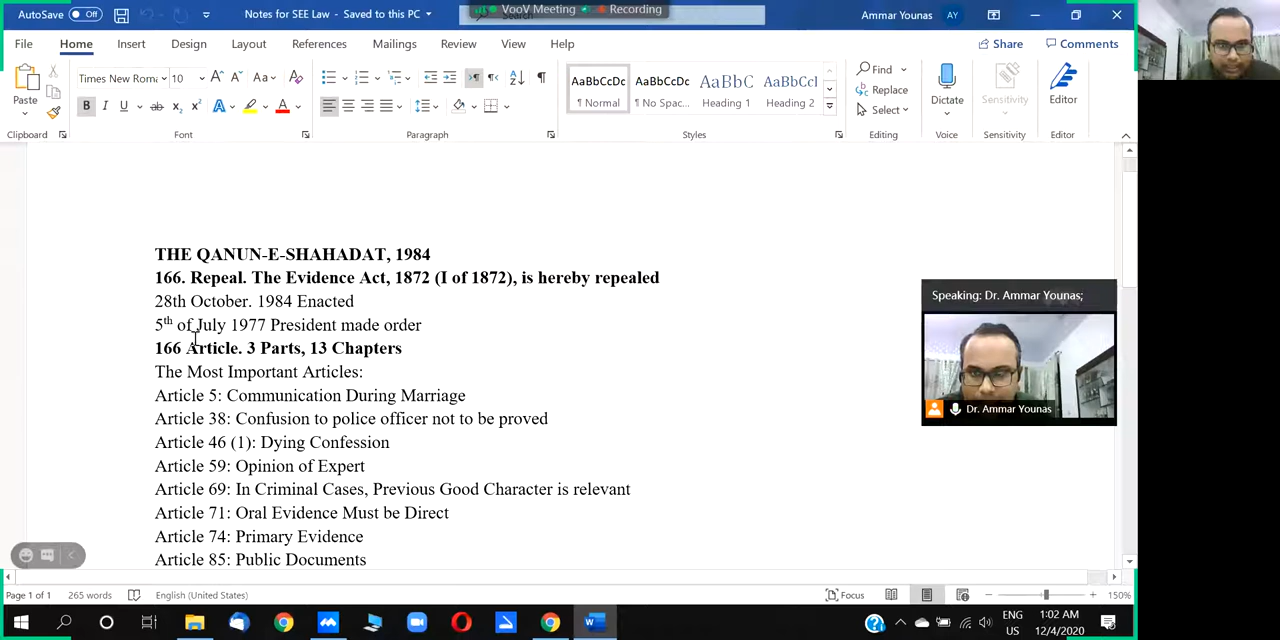 AutoSave Off Notes for SEE Law - Saved to this PC Search VooV Meeting Recording Ammar Younas AY
File Home Insert Design Layout References Mailings Review View Help Share Comments
Paste
Times New Roma 10 Aa
B I U ab x₂ x²
AaBbCcDc AaBbCcDc AaBbC AaBbCcl
¶ Normal ¶ No Spac... Heading 1 Heading 2
Find
Replace
Select
Dictate Sensitivity Editor
Clipboard Font Paragraph Styles Editing Voice Sensitivity Editor
THE QANUN-E-SHAHADAT, 1984
166. Repeal. The Evidence Act, 1872 (I of 1872), is hereby repealed
28th October. 1984 Enacted
5th of July 1977 President made order
166 Article. 3 Parts, 13 Chapters
The Most Important Articles:
Article 5: Communication During Marriage
Article 38: Confusion to police officer not to be proved
Article 46 (1): Dying Confession
Article 59: Opinion of Expert
Article 69: In Criminal Cases, Previous Good Character is relevant
Article 71: Oral Evidence Must be Direct
Article 74: Primary Evidence
Article 85: Public Documents
Speaking: Dr. Ammar Younas;
Dr. Ammar Younas
Page 1 of 1 265 words English (United States) Focus 150%
ENG
US
1:02 AM
12/4/2020